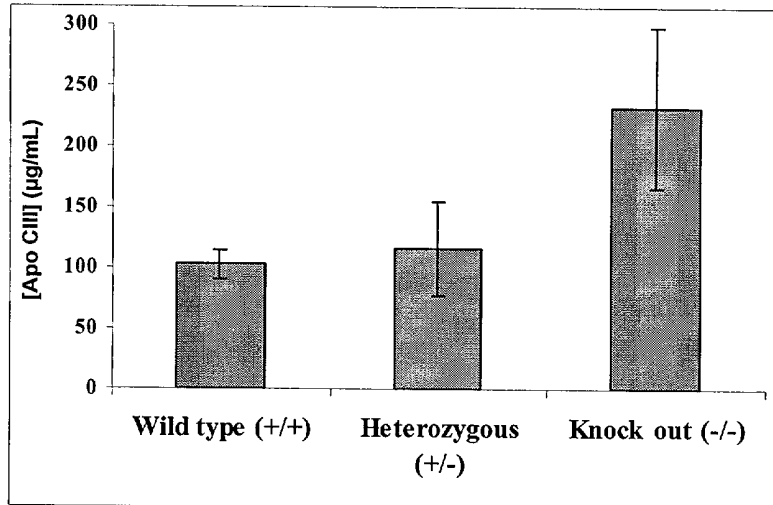 300
250
200
150
100
50
0
[Apo CIII] (µg/mL)
Wild type (+/+)
Heterozygous
(+/-)
Knock out (-/-)